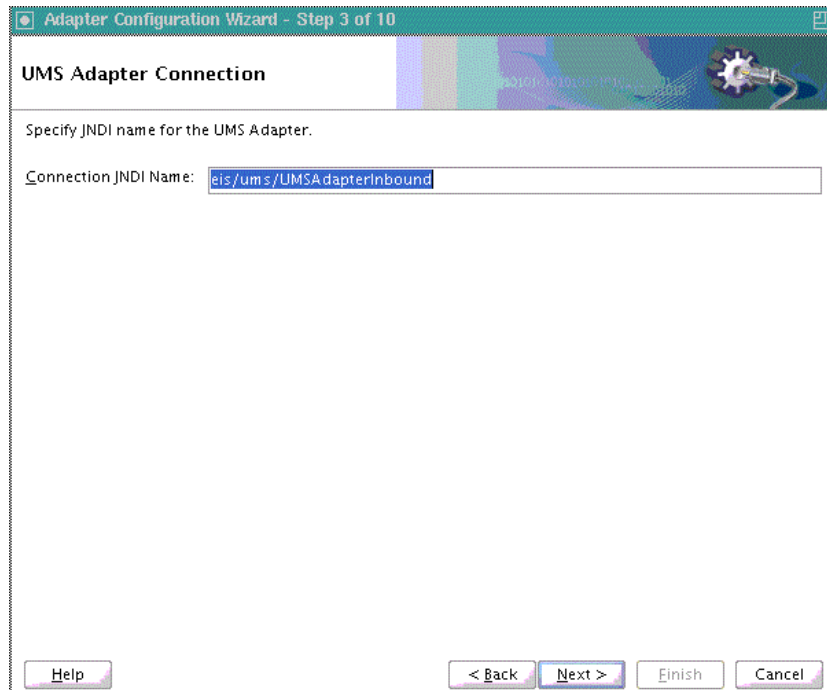 Adapter Configuration Wizard - Step 3 of 10
UMS Adapter Connection
Specify JNDI name for the UMS Adapter.
Connection JNDI Name: eis/ums/UMSAdapterInbound
Help < Back Next > Finish Cancel